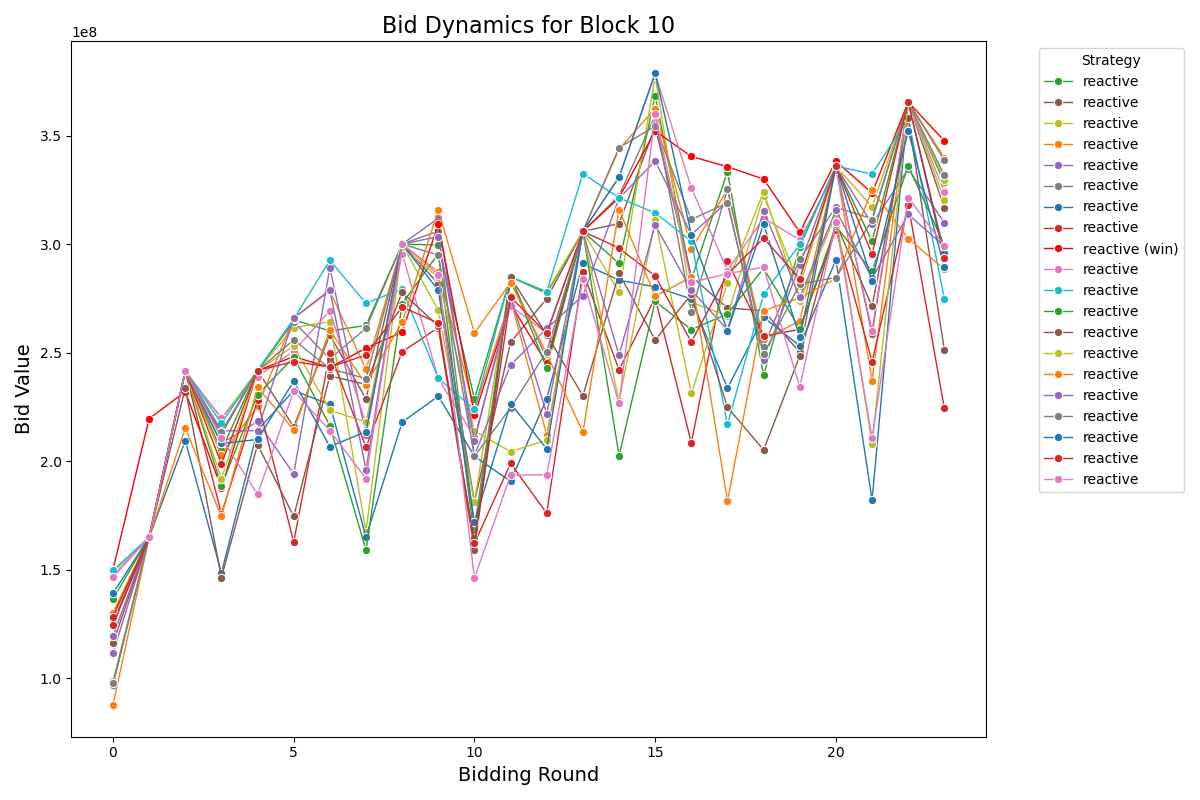 Bid Dynamics for Block 10
1e8
Bid Value
3.5
3.0
2.5
2.0
1.5
1.0
0
5
10
15
20
Bidding Round
Strategy
reactive
reactive
reactive
reactive
reactive
reactive
reactive
reactive
reactive (win)
reactive
reactive
reactive
reactive
reactive
reactive
reactive
reactive
reactive
reactive
reactive